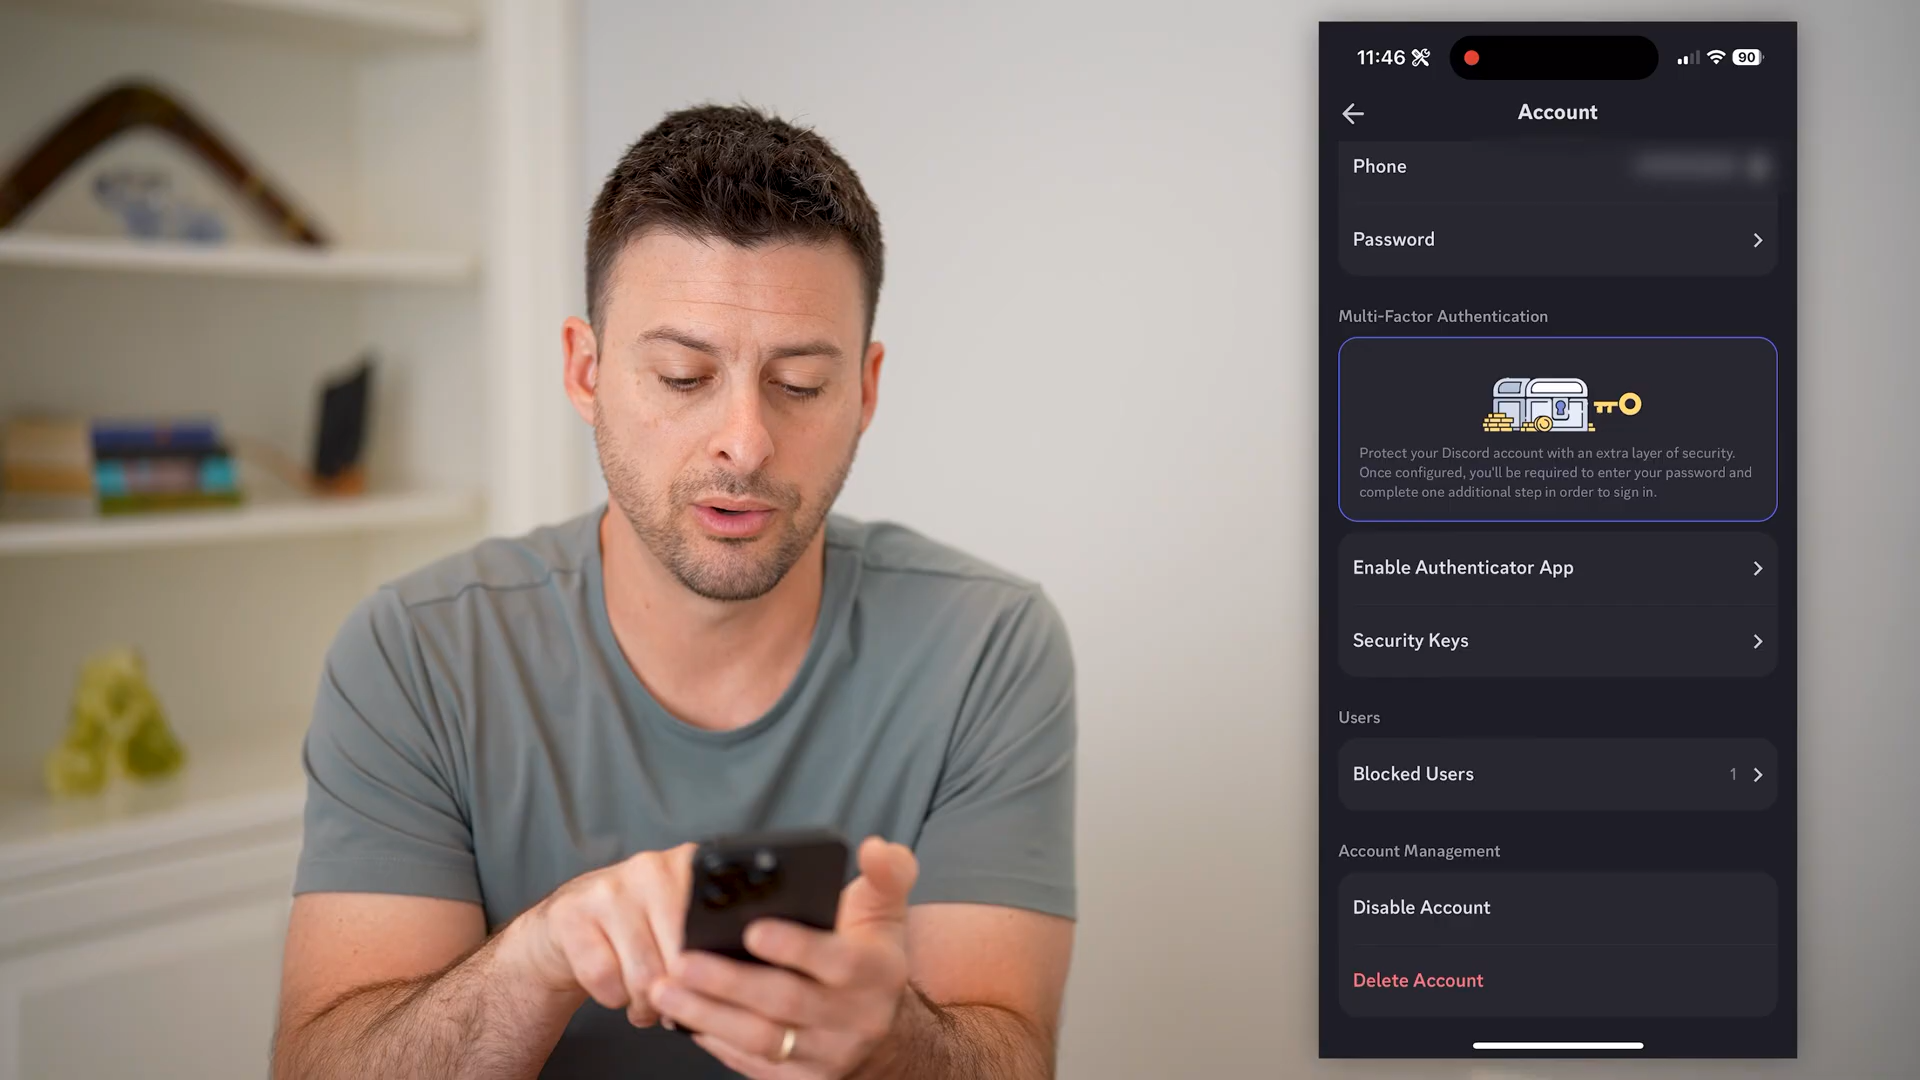 11:46
90
Account
Phone
Password
Multi-Factor Authentication
Protect your Discord account with an extra layer of security.
Once configured, you'll be required to enter your password and
complete one additional step in order to sign in.
Enable Authenticator App
Security Keys
Users
Blocked Users 1
Account Management
Disable Account
Delete Account